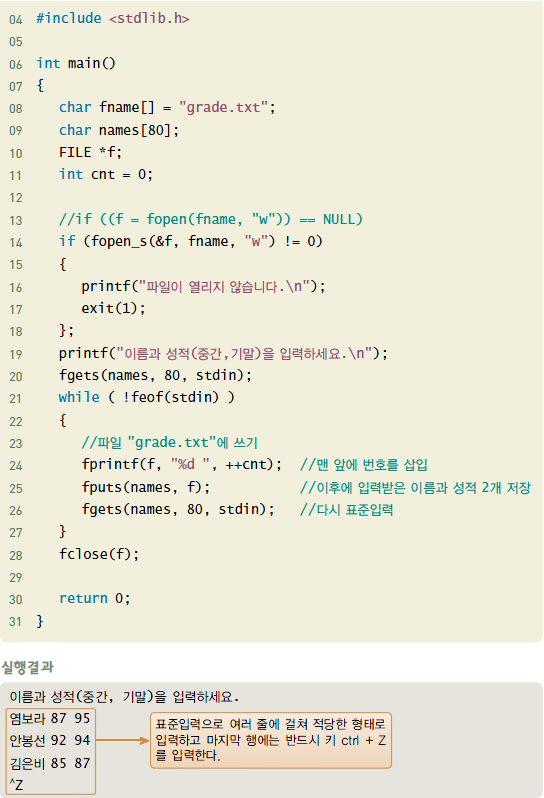 04 #include <stdlib.h>
05
06 int main()
07 {
08 char fname[] = "grade.txt";
09 char names[80];
10 FILE *f;
11 int cnt = 0;
12
13 //if ((f = fopen(fname, "w")) == NULL)
14 if (fopen_s(&f, fname, "w") != 0)
15 {
16 printf("파일이 열리지 않습니다.\n");
17 exit(1);
18 };
19 printf("이름과 성적(중간,기말)을 입력하세요.\n");
20 fgets(names, 80, stdin);
21 while ( !feof(stdin) )
22 {
23 //파일 "grade.txt"에 쓰기
24 fprintf(f, "%d ", ++cnt); //맨 앞에 번호를 삽입
25 fputs(names, f); //이후에 입력받은 이름과 성적 2개 저장
26 fgets(names, 80, stdin); //다시 표준입력
27 }
28 fclose(f);
29
30 return 0;
31 }
실행결과
이름과 성적(중간, 기말)을 입력하세요.
염보라 87 95
안봉선 92 94
김은비 85 87
^Z
표준입력으로 여러 줄에 걸쳐 적당한 형태로
입력하고 마지막 행에는 반드시 키 ctrl + Z
를 입력한다.